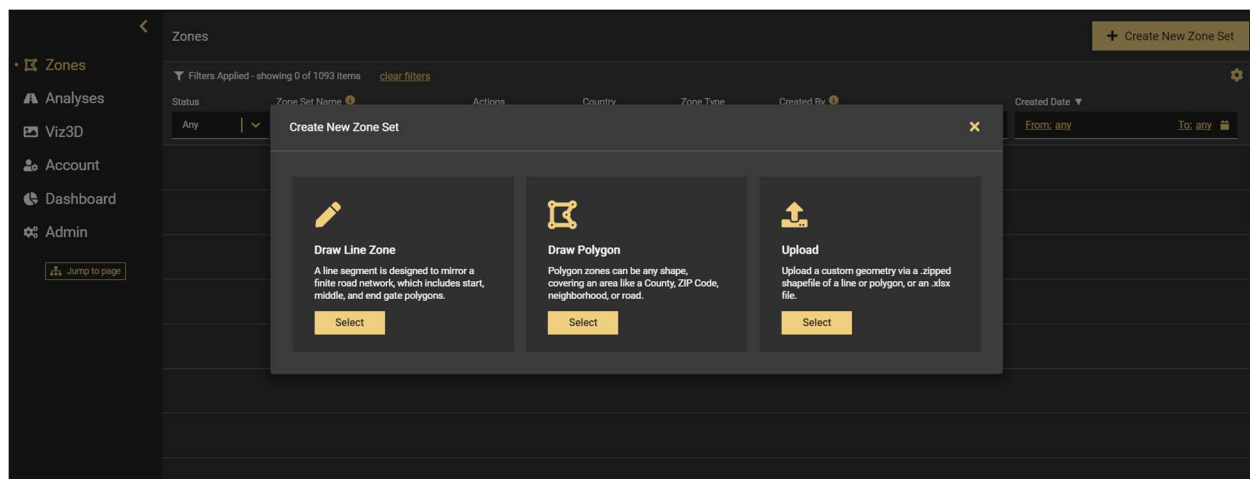 Zones
Analyses
Viz3D
Account
Dashboard
Admin
Jump to page
Zones
+ Create New Zone Set
Filters Applied - showing 0 of 1093 items clear filters
Status Zone Set Name Actions Country Zone Type Created By Created Date ▼
Any From: any To: any
Create New Zone Set
Draw Line Zone
A line segment is designed to mirror a
finite road network, which includes start,
middle, and end gate polygons.
Select
Draw Polygon
Polygon zones can be any shape,
covering an area like a County, ZIP Code,
neighborhood, or road.
Select
Upload
Upload a custom geometry via a .zipped
shapefile of a line or polygon, or an .xlsx
file.
Select